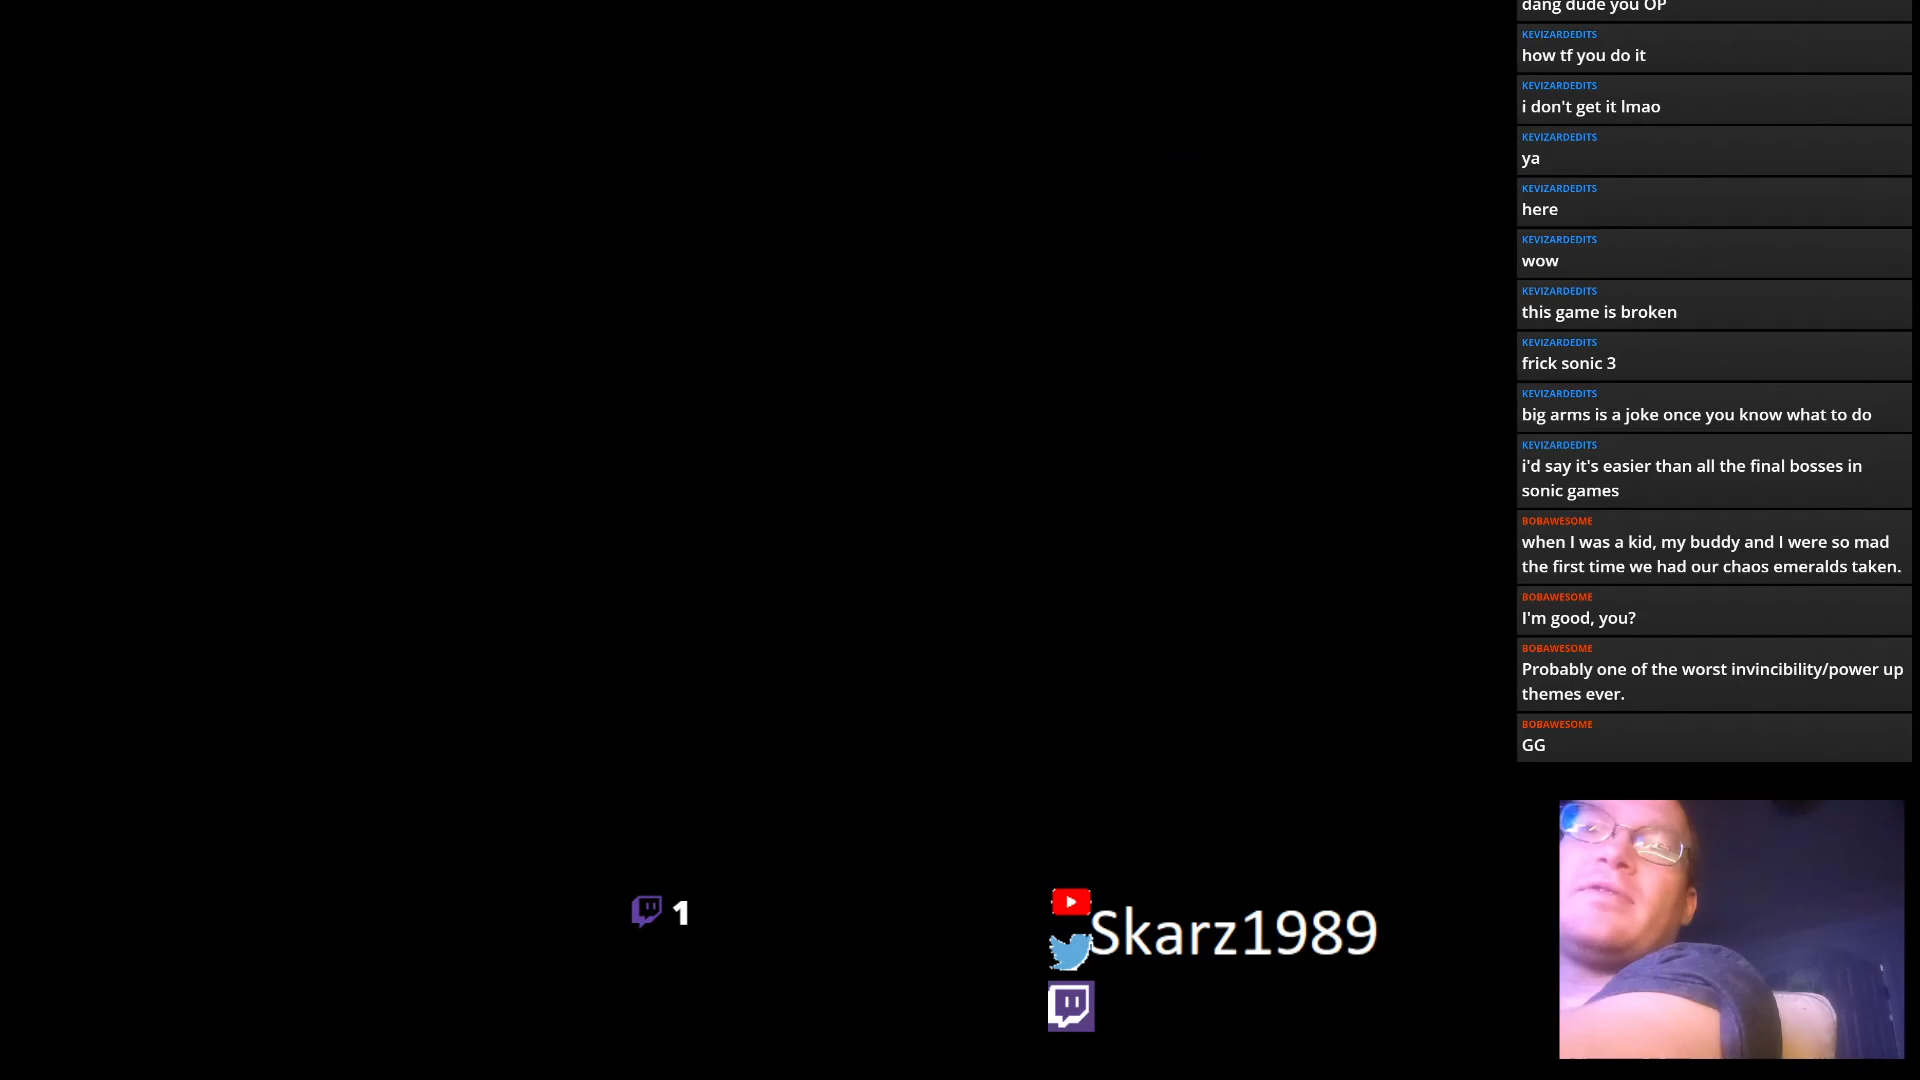 dang dude you OP
KEVIZARDEDITS
how tf you do it
KEVIZARDEDITS
i don't get it lmao
KEVIZARDEDITS
ya
KEVIZARDEDITS
here
KEVIZARDEDITS
wow
KEVIZARDEDITS
this game is broken
KEVIZARDEDITS
frick sonic 3
KEVIZARDEDITS
big arms is a joke once you know what to do
KEVIZARDEDITS
i'd say it's easier than all the final bosses in
sonic games
BOBAWESOME
when I was a kid, my buddy and I were so mad
the first time we had our chaos emeralds taken.
BOBAWESOME
I'm good, you?
BOBAWESOME
Probably one of the worst invincibility/power up
themes ever.
BOBAWESOME
GG
1
Skarz1989